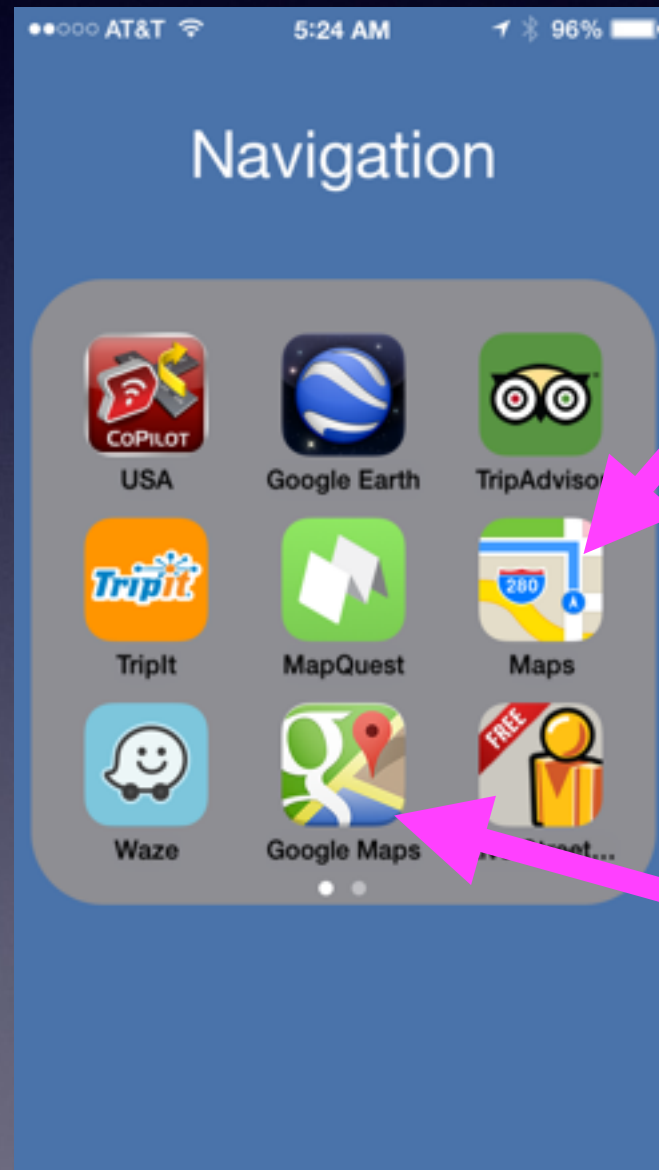 AT&T 5:24 AM 96%
Navigation
COPILOT
USA Google Earth TripAdvisor
Tripit 280
TripIt MapQuest Maps
g FREE
Waze Google Maps